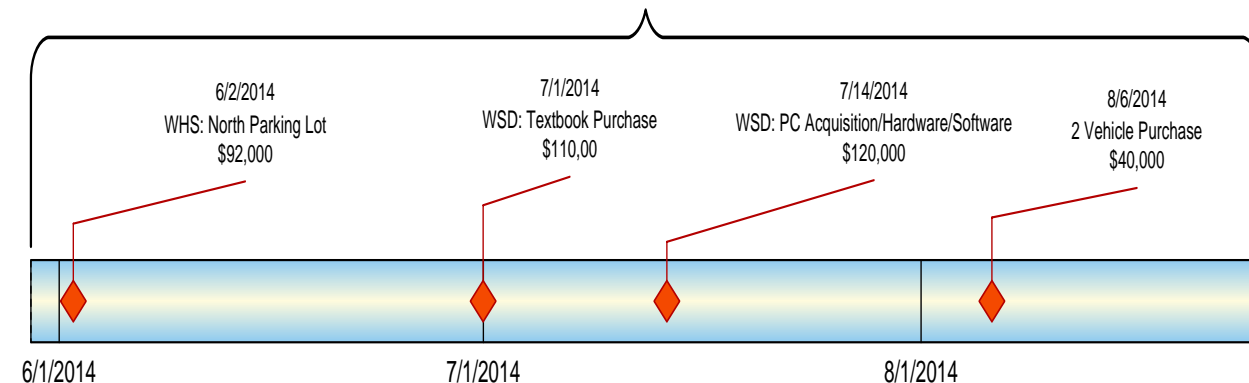 6/2/2014
WHS: North Parking Lot
$92,000
7/1/2014
WSD: Textbook Purchase
$110,00
7/14/2014
WSD: PC Acquisition/Hardware/Software
$120,000
8/6/2014
2 Vehicle Purchase
$40,000
6/1/2014
7/1/2014
8/1/2014